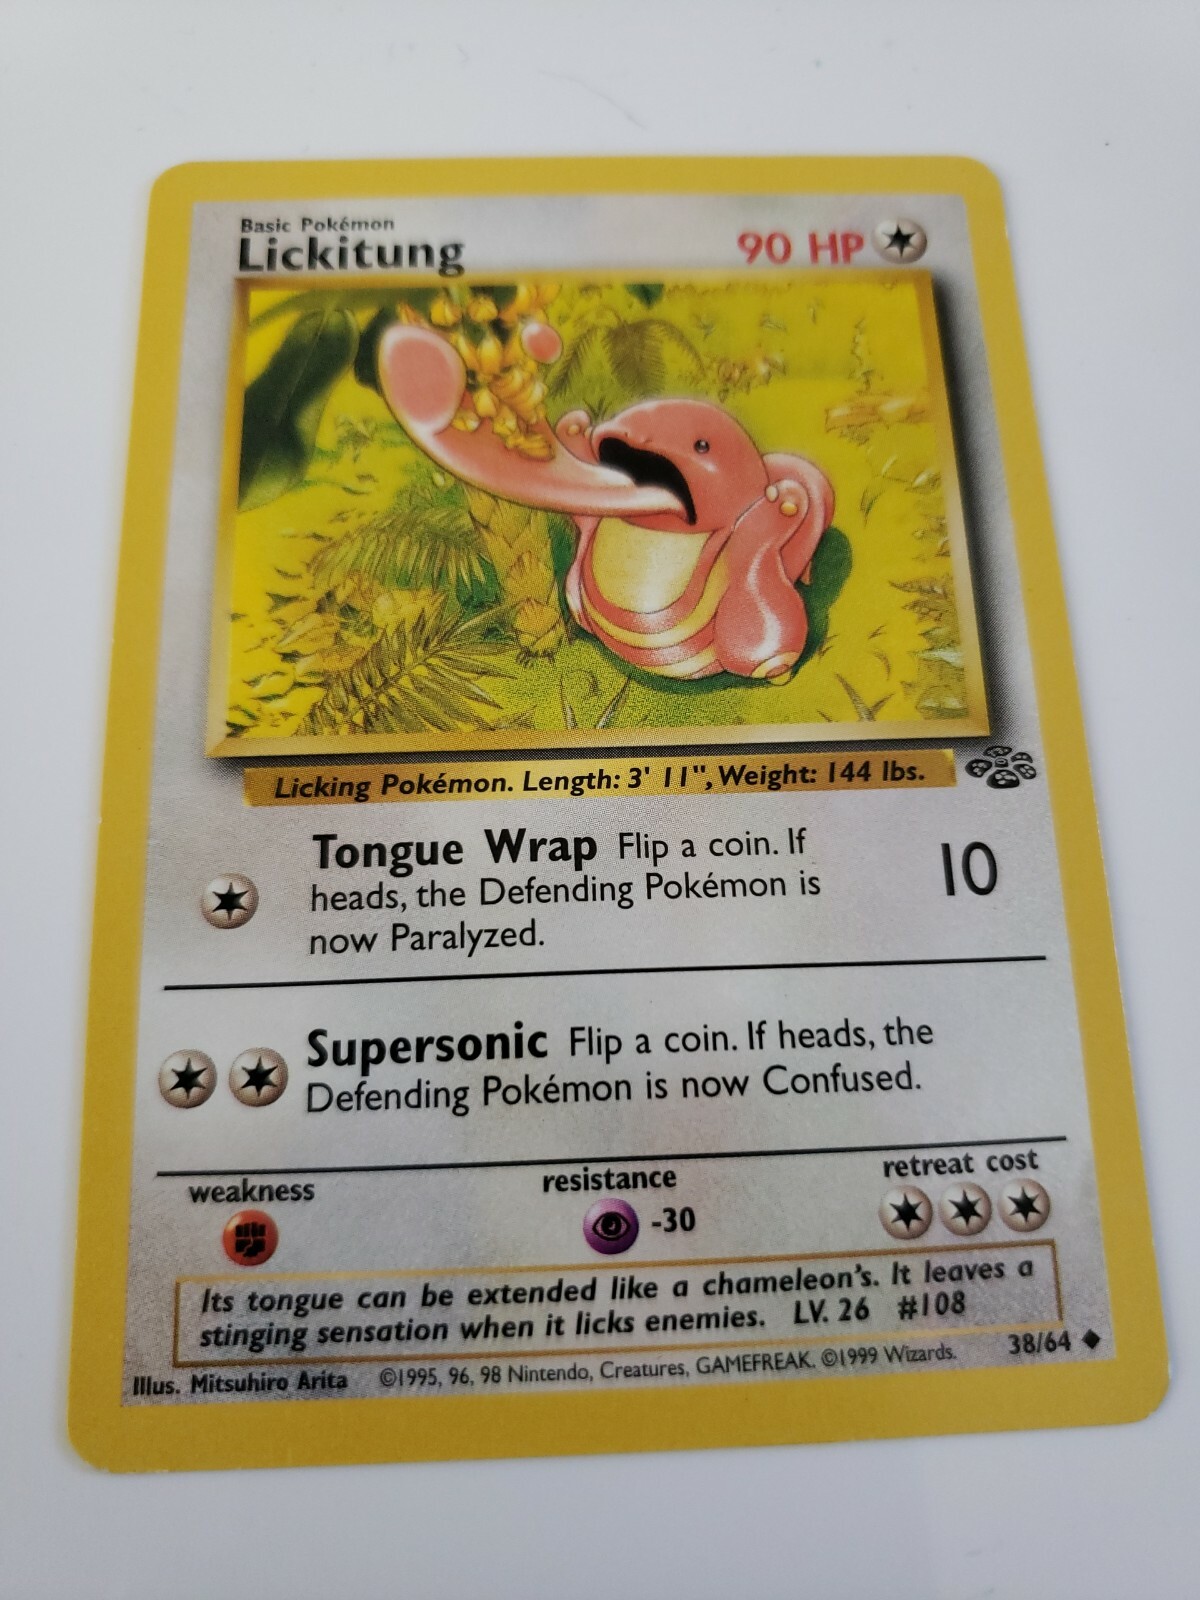 Basic Pokémon
Lickitung
90 HP
Licking Pokémon. Length: 3' 11", Weight: 144 lbs.
Tongue Wrap Flip a coin. If
heads, the Defending Pokémon is
now Paralyzed.
10
Supersonic Flip a coin. If heads, the
Defending Pokémon is now Confused.
weakness
resistance
-30
retreat cost
Its tongue can be extended like a chameleon's. It leaves a
stinging sensation when it licks enemies. LV. 26 #108
Illus. Mitsuhiro Arita ©1995, 96, 98 Nintendo, Creatures, GAMEFREAK. ©1999 Wizards. 38/64